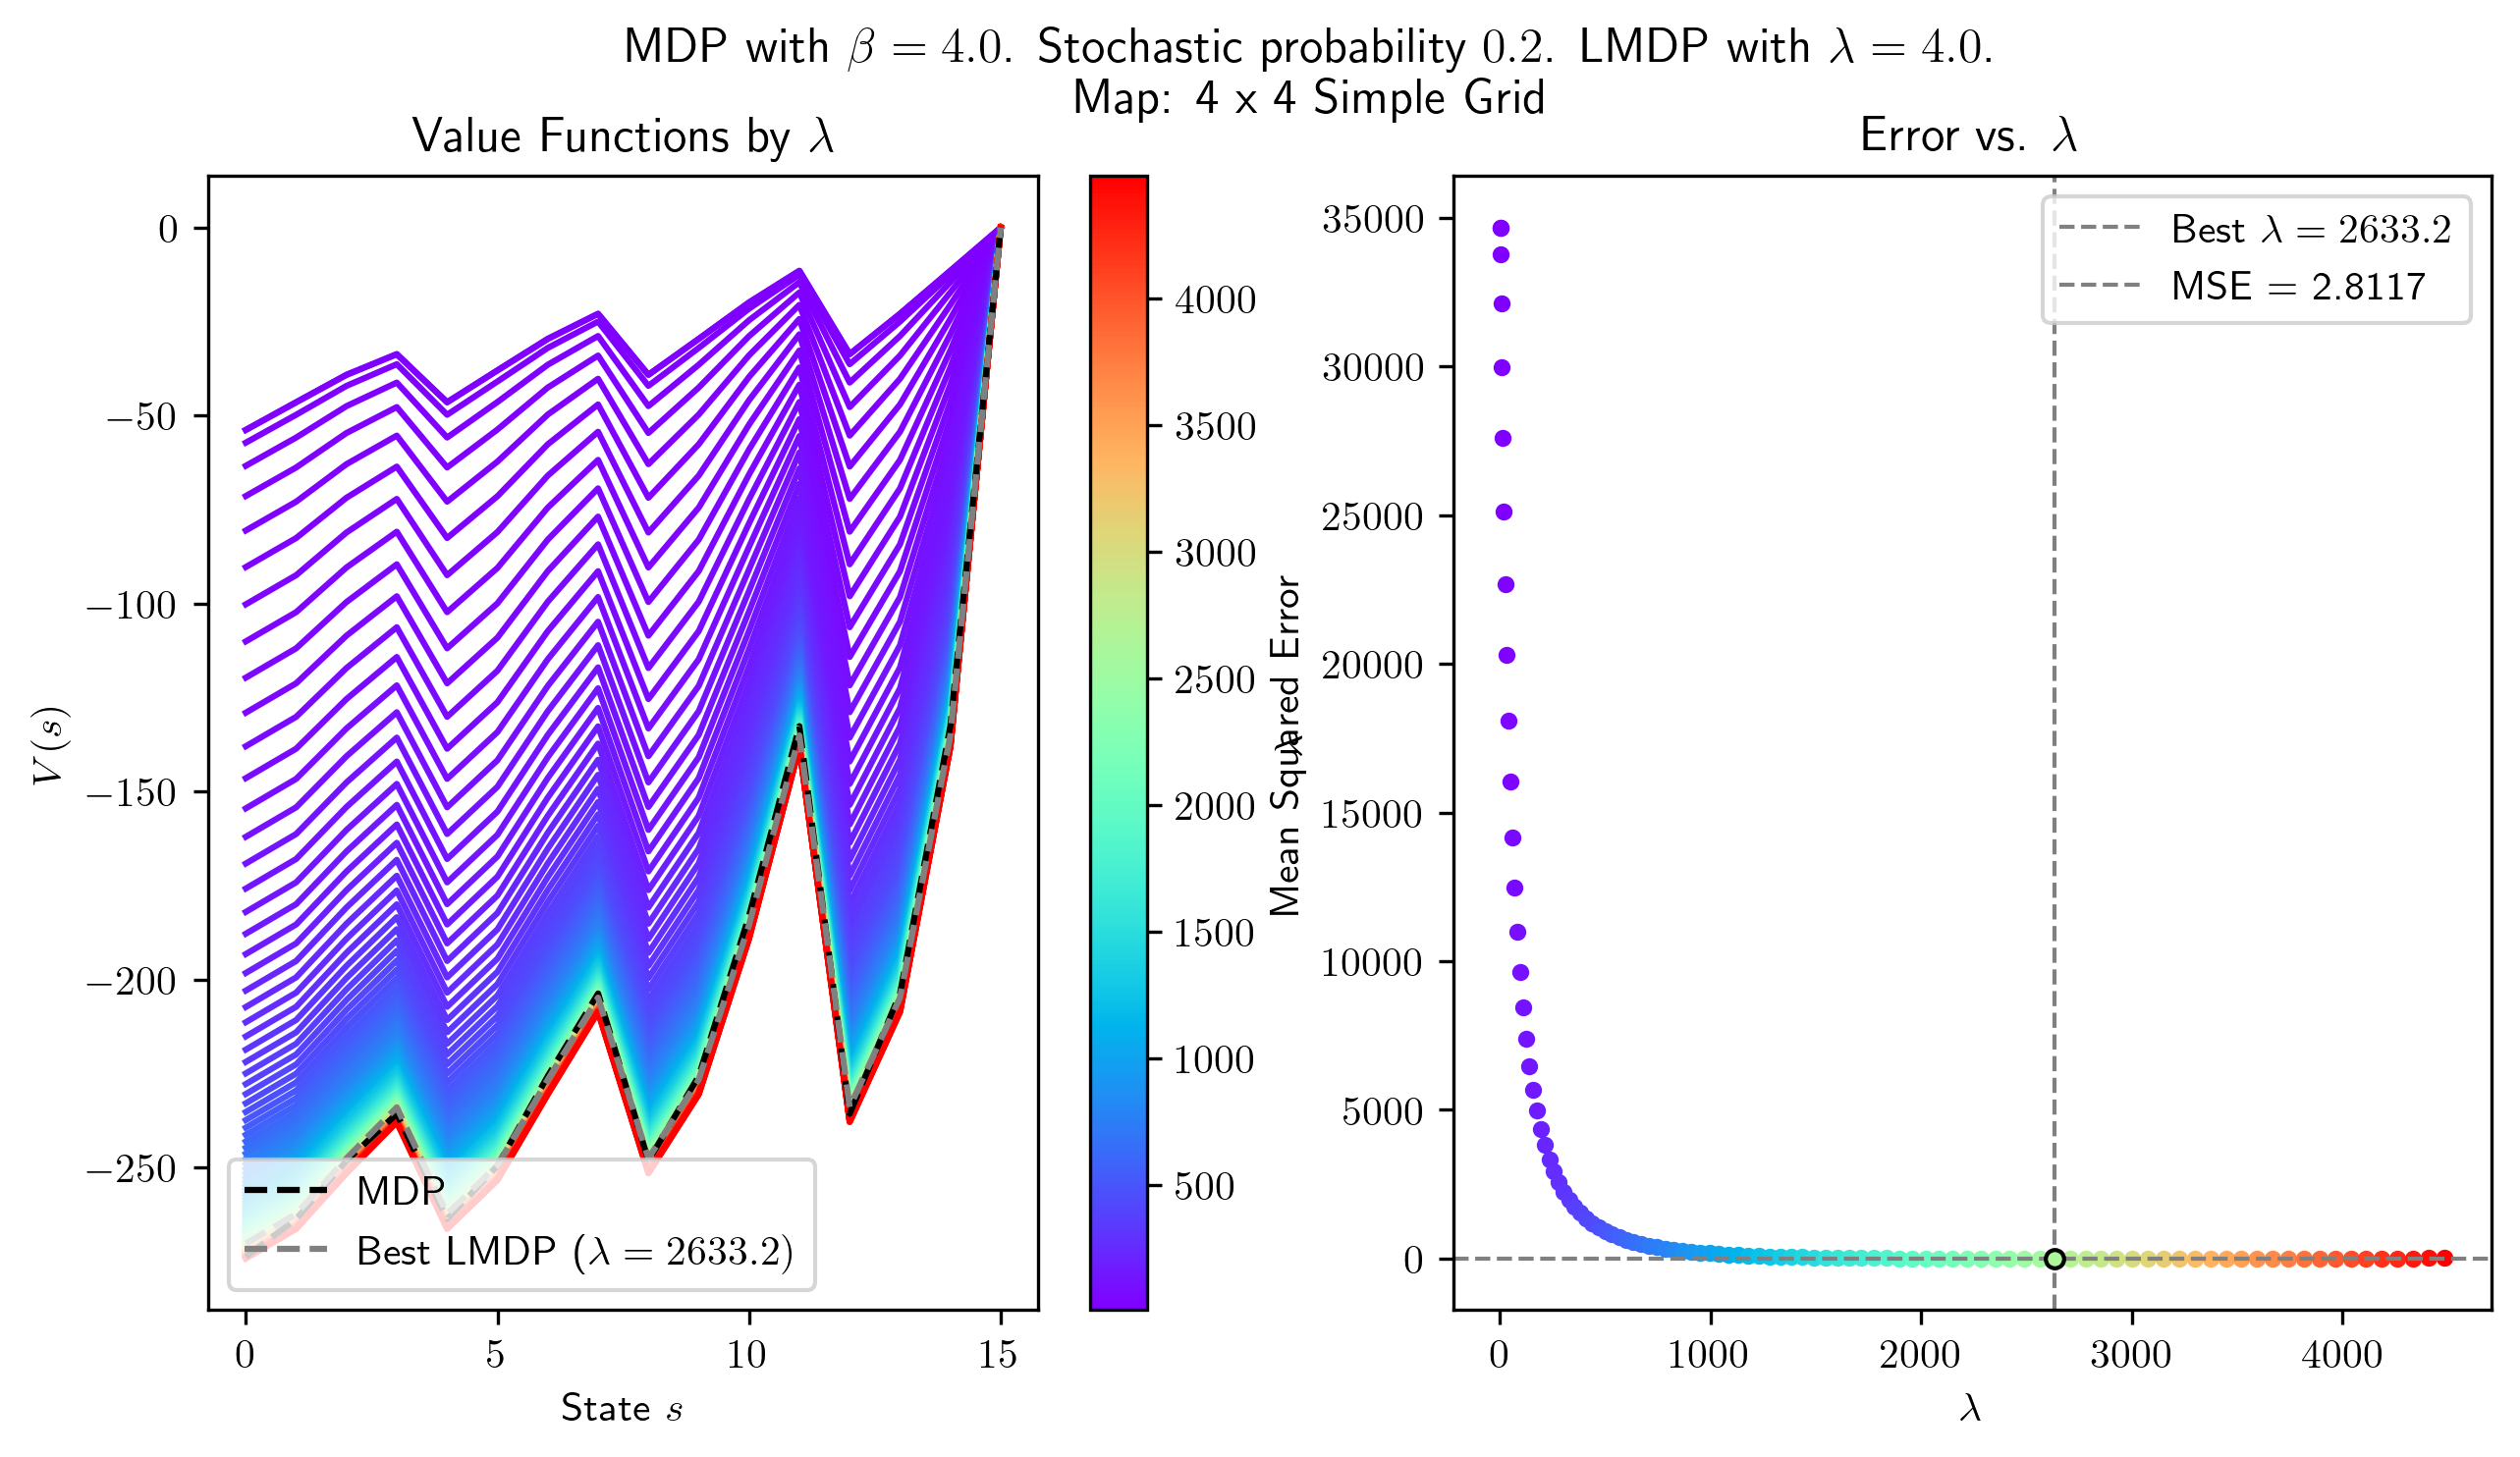 MDP with β = 4.0. Stochastic probability 0.2. LMDP with λ = 4.0.
Map: 4 x 4 Simple Grid
Value Functions by λ
0
−50
−100
−150
−200
−250
V(s)
MDP
Best LMDP (λ = 2633.2)
0
5
10
15
State s
4000
3500
3000
2500
2000
1500
1000
500
λ
Error vs. λ
Mean Squared Error
35000
30000
25000
20000
15000
10000
5000
0
Best λ = 2633.2
MSE = 2.8117
0
1000
2000
3000
4000
λ